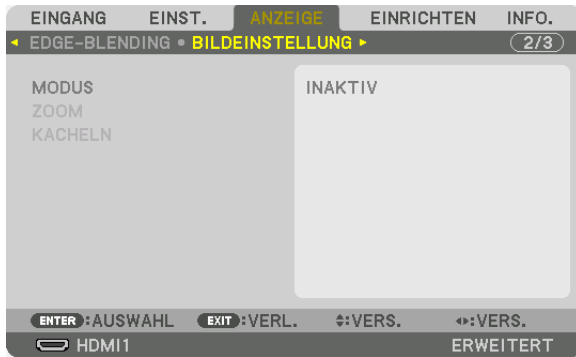 EINGANG EINST. ANZEIGE EINRICHTEN INFO.
EDGE-BLENDING • BILDEINSTELLUNG 2/3
MODUS INAKTIV
ZOOM
KACHELN
ENTER:AUSWAHL EXIT:VERL. :VERS. :VERS.
HDMI1 ERWEITERT